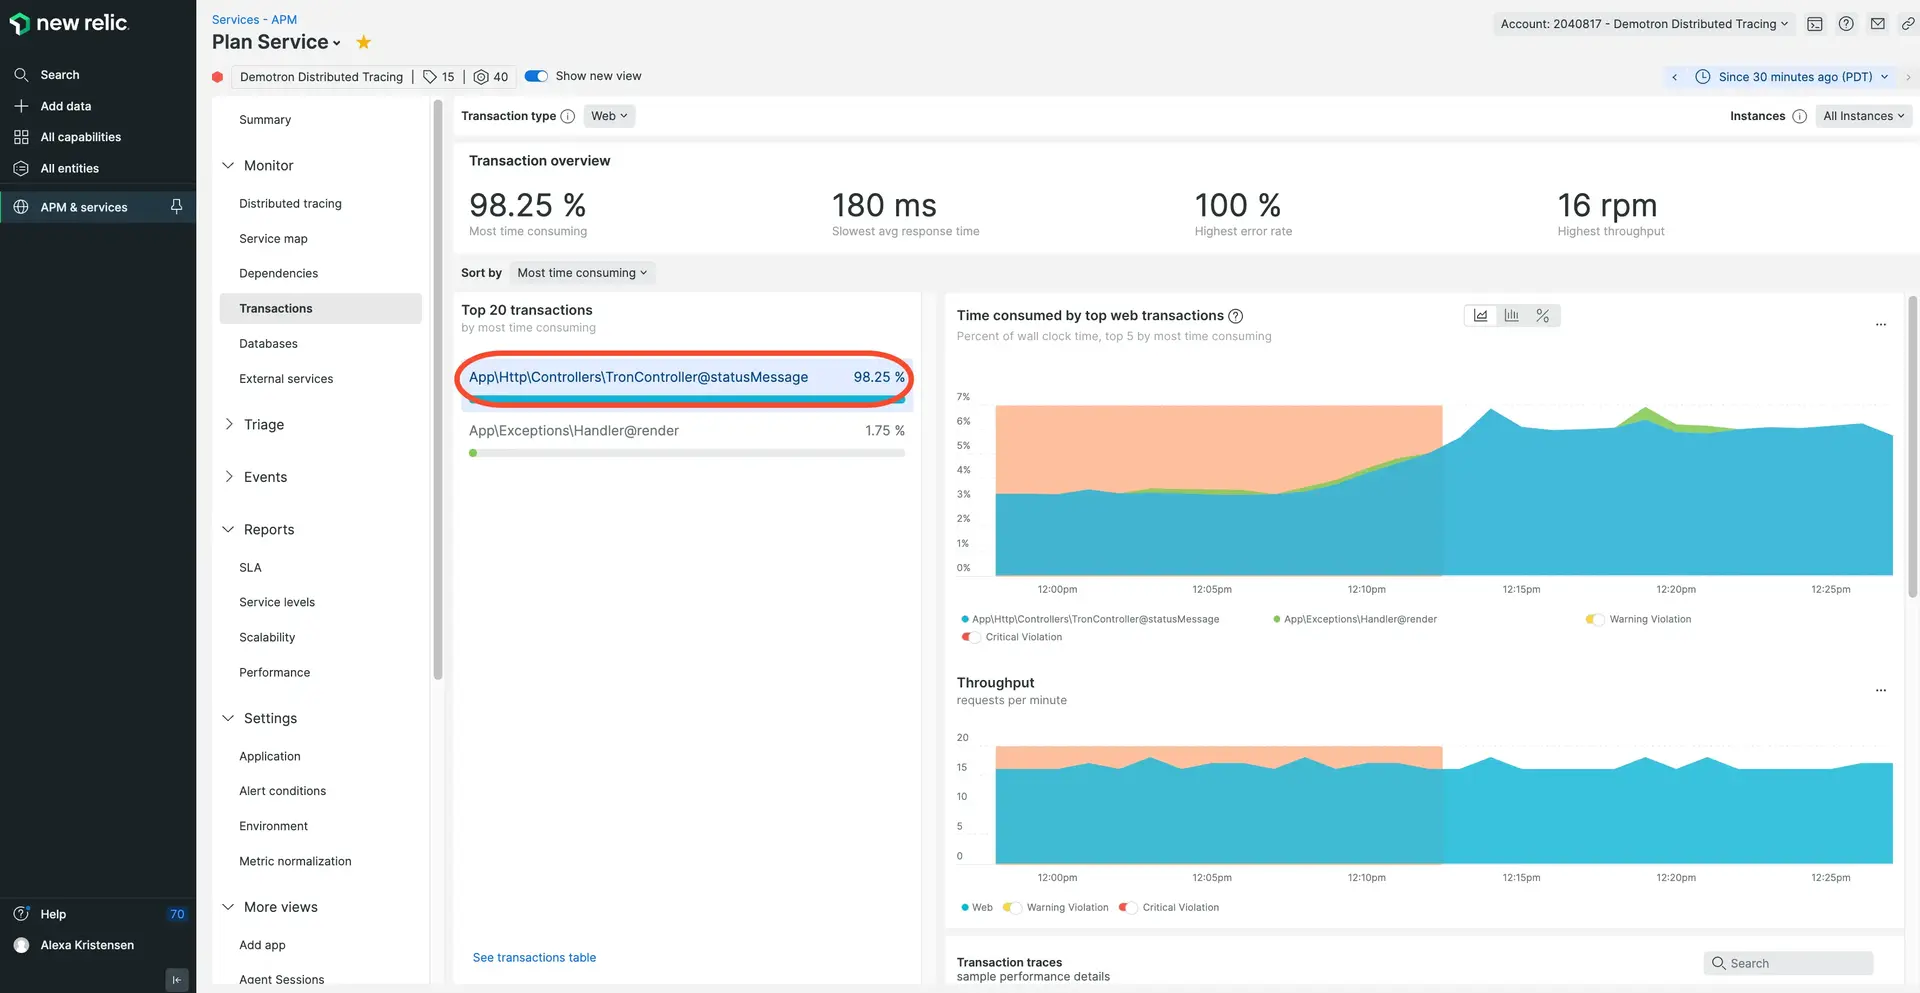 new relic.
Search
Add data
All capabilities
All entities
APM & services
Help 70
Alexa Kristensen
Services - APM
Plan Service
Demotron Distributed Tracing | 15 | 40
Show new view
Account: 2040817 - Demotron Distributed Tracing
Since 30 minutes ago (PDT)
Summary
Monitor
Distributed tracing
Service map
Dependencies
Transactions
Databases
External services
Triage
Events
Reports
SLA
Service levels
Scalability
Performance
Settings
Application
Alert conditions
Environment
Metric normalization
More views
Add app
Agent Sessions
Transaction type Web
Instances All Instances
Transaction overview
98.25 % 180 ms 100 % 16 rpm
Most time consuming Slowest avg response time Highest error rate Highest throughput
Sort by Most time consuming
Top 20 transactions
by most time consuming
App\Http\Controllers\TronController@statusMessage 98.25 %
App\Exceptions\Handler@render 1.75 %
See transactions table
Time consumed by top web transactions
Percent of wall clock time, top 5 by most time consuming
7%
6%
5%
4%
3%
2%
1%
0%
12:00pm 12:05pm 12:10pm 12:15pm 12:20pm 12:25pm
App\Http\Controllers\TronController@statusMessage App\Exceptions\Handler@render Warning Violation
Critical Violation
Throughput
requests per minute
20
15
10
5
0
12:00pm 12:05pm 12:10pm 12:15pm 12:20pm 12:25pm
Web Warning Violation Critical Violation
Transaction traces
sample performance details
Search